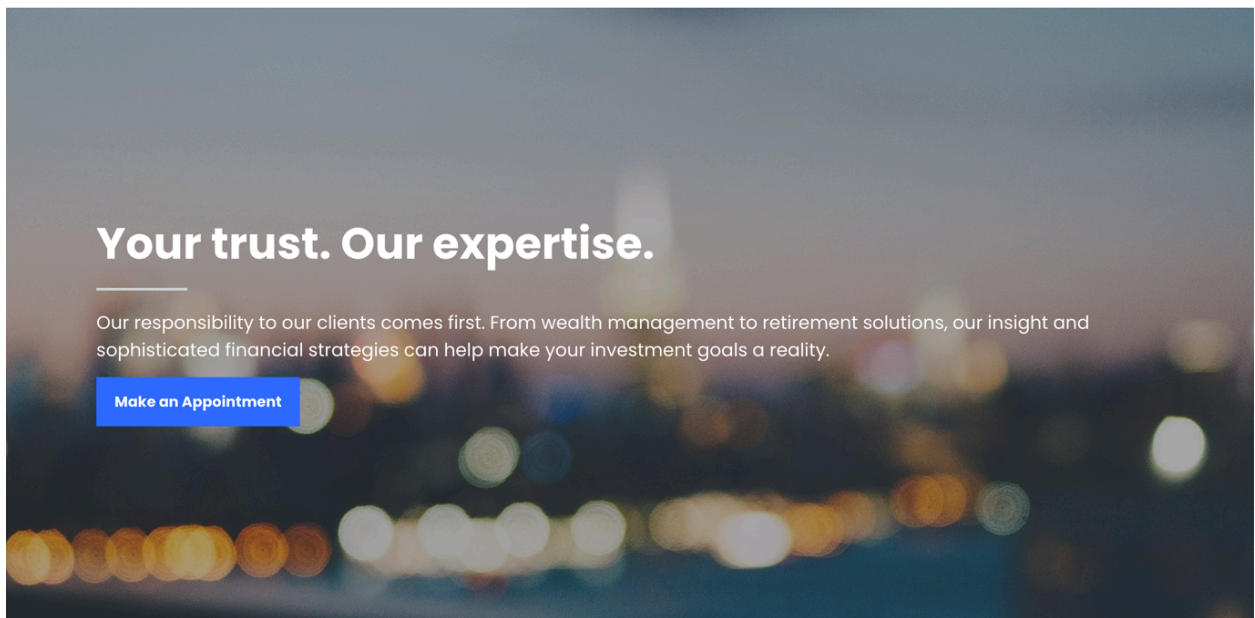 Your trust. Our expertise.
Our responsibility to our clients comes first. From wealth management to retirement solutions, our insight and
sophisticated financial strategies can help make your investment goals a reality.
Make an Appointment